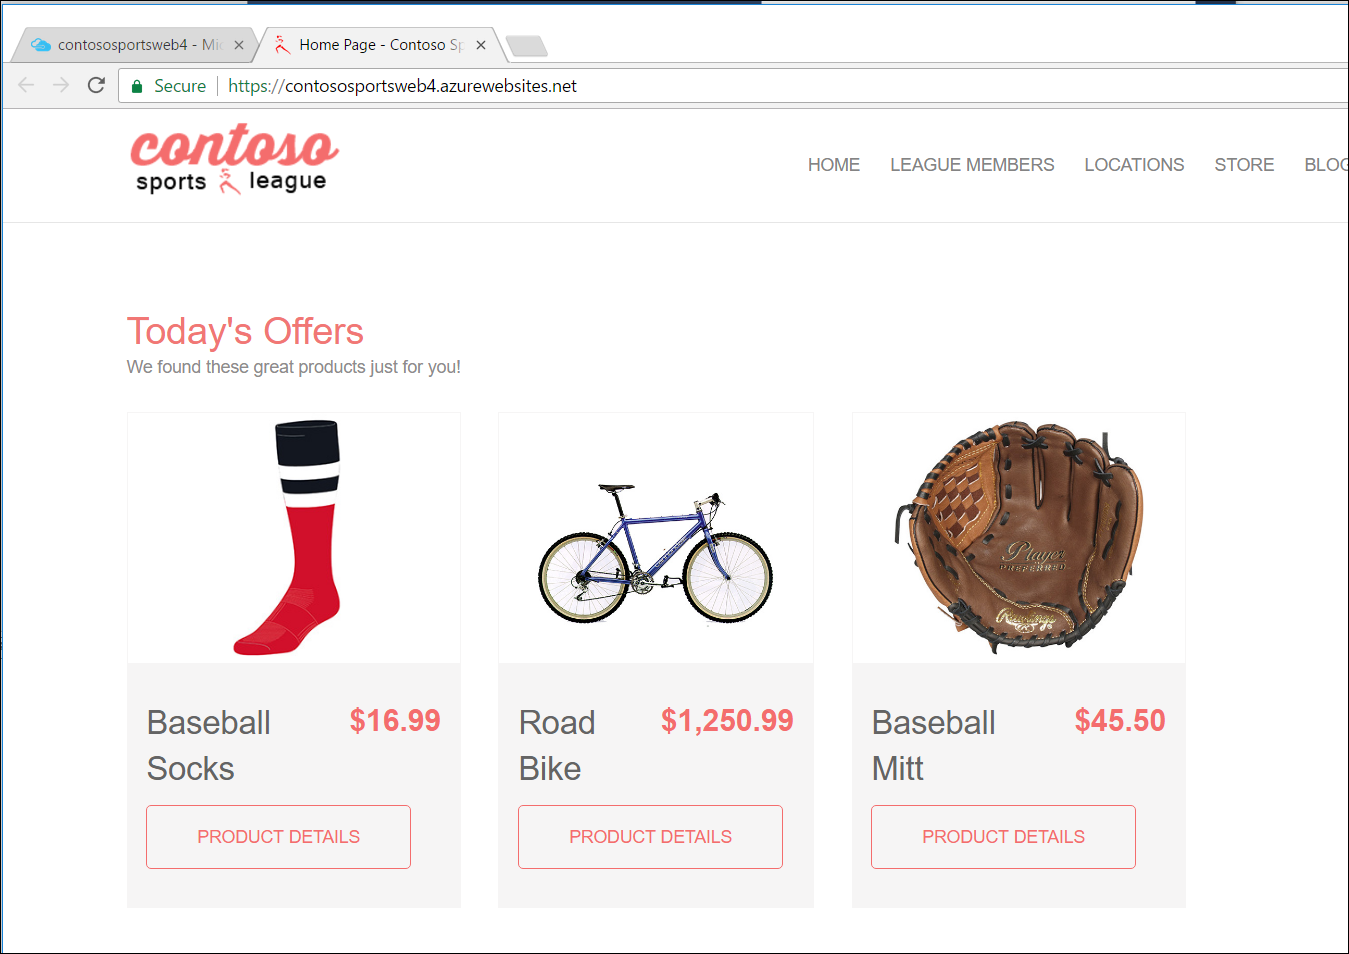 contososportsweb4 - Mic
Home Page - Contoso Sp
Secure
https://contososportsweb4.azurewebsites.net
contoso
sports league
HOME LEAGUE MEMBERS LOCATIONS STORE BLOG
Today's Offers
We found these great products just for you!
Player
PREFERRED
Rawlings
Baseball Socks
$16.99
PRODUCT DETAILS
Road Bike
$1,250.99
PRODUCT DETAILS
Baseball Mitt
$45.50
PRODUCT DETAILS